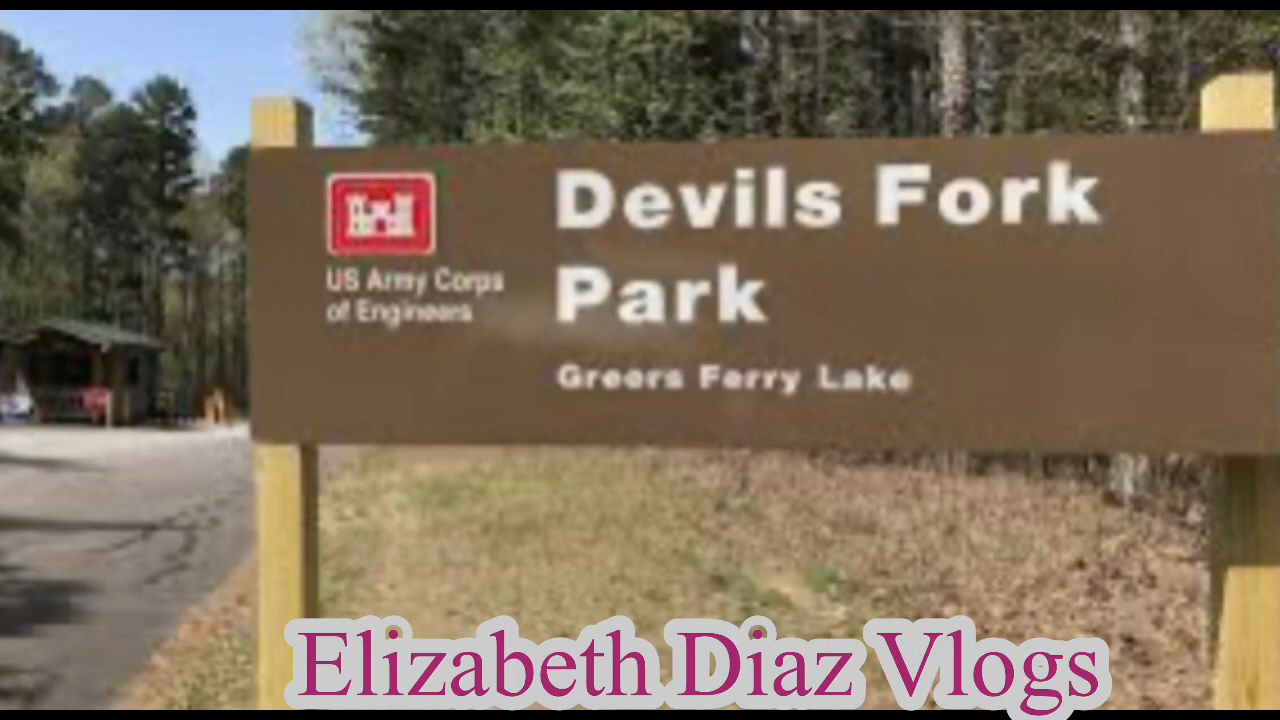 Devils Fork
Park
Greers Ferry Lake
US Army Corps
of Engineers
Elizabeth Diaz Vlogs